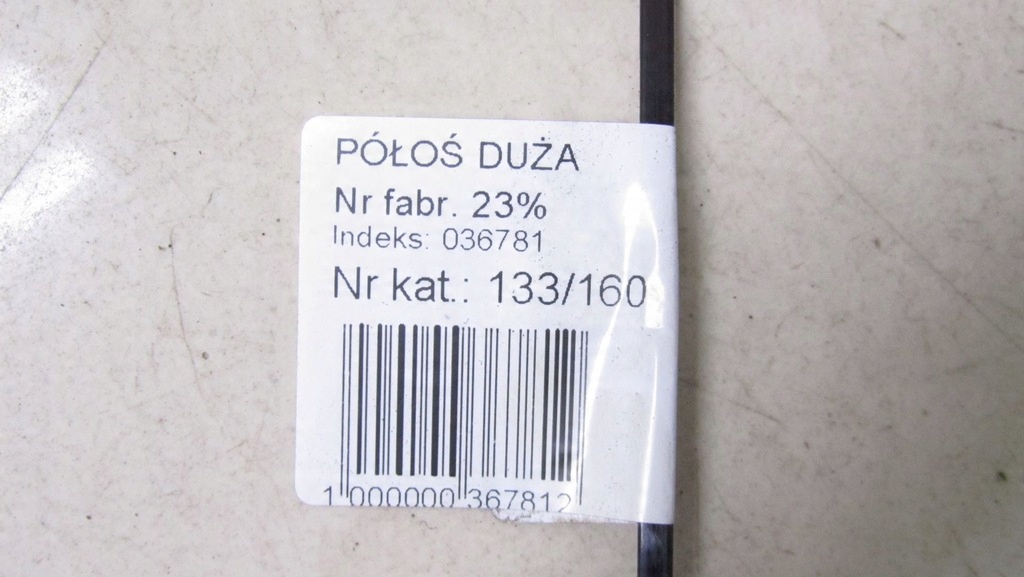 PÓŁOŚ DUŻA
Nr fabr. 23%
Indeks: 036781
Nr kat.: 133/160
1 000000 367812